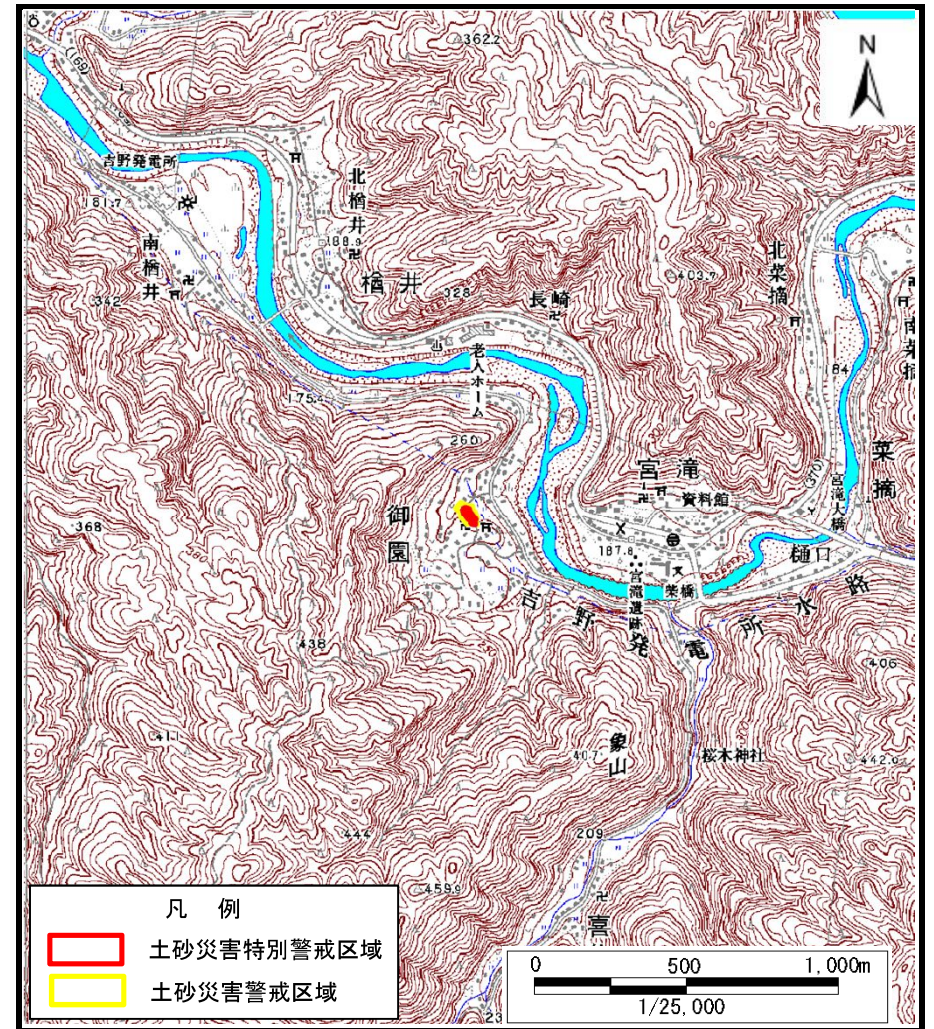 362.2
N
吉野発電所
181.7
北楢井
188.9
南楢井
楢井
342
328
長崎
403.7
北菜摘
南菜摘
184
老人ホーム
175.4
260
菜摘
宮滝
資料館
(370)
宮滝大橋
368
御園
187.8
樋口
宮滝遺跡
柴橋
吉野発電所水路
438
406
411
象山
407
桜木神社
442.0
444
209
459.9
喜
23
凡 例
土砂災害特別警戒区域
土砂災害警戒区域
0 500 1,000m
1/25,000